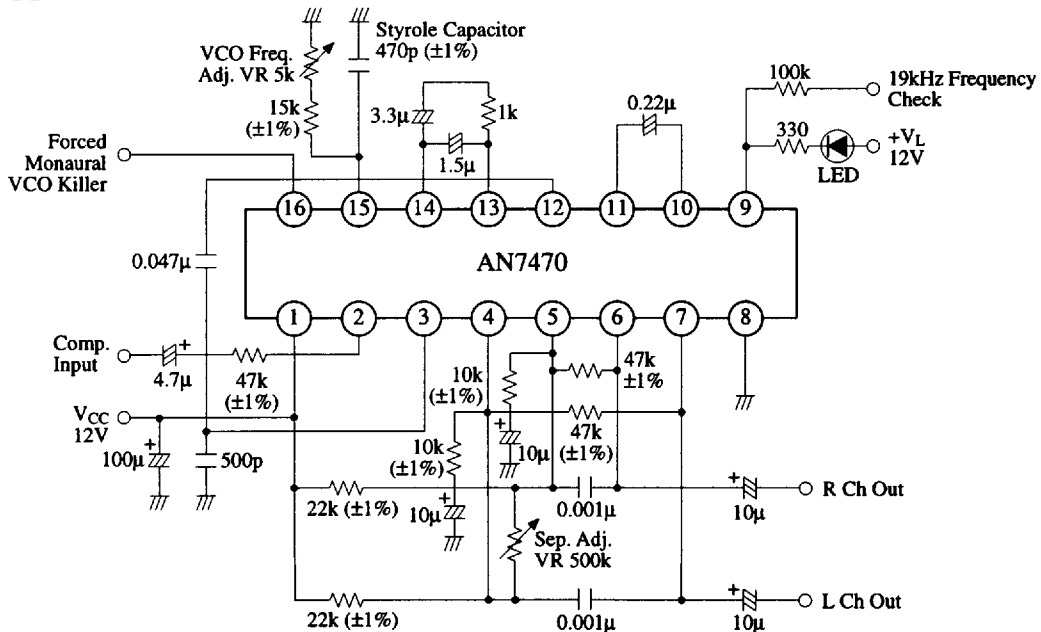 Styrole Capacitor
470p (±1%)
VCO Freq.
Adj. VR 5k
15k
(±1%)
3.3μ
1k
1.5μ
0.22μ
100k
19kHz Frequency
Check
330
+VL
12V
LED
Forced
Monaural
VCO Killer
16
15
14
13
12
11
10
9
0.047μ
AN7470
1
2
3
4
5
6
7
8
Comp.
Input
+
4.7μ
47k
(±1%)
10k
(±1%)
47k
±1%
VCC
12V
+
100μ
500p
10k
(±1%)
+
10μ
47k
(±1%)
22k (±1%)
+
10μ
0.001μ
+
10μ
R Ch Out
Sep. Adj.
VR 500k
22k (±1%)
0.001μ
+
10μ
L Ch Out